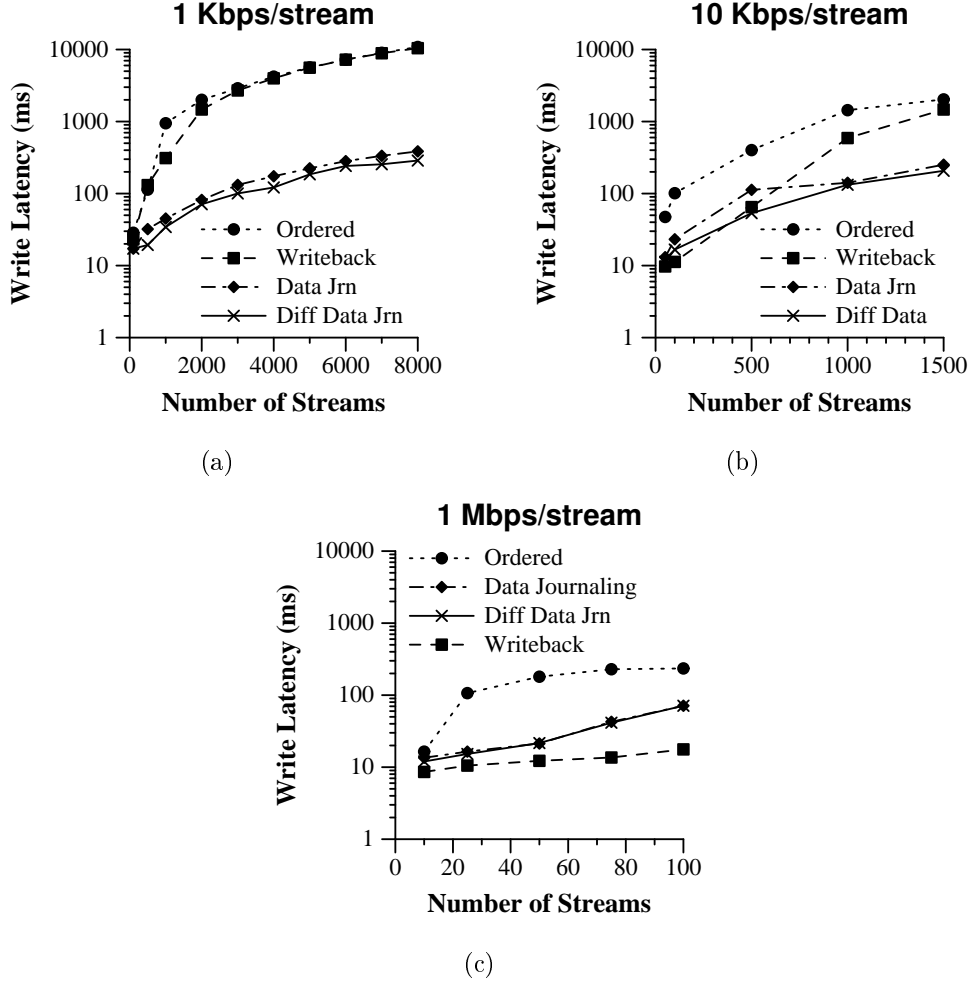 1 Kbps/stream
10000
1000
100
10
1
Write Latency (ms)
Ordered
Writeback
Data Jrn
Diff Data Jrn
0 2000 4000 6000 8000
Number of Streams
(a)
10 Kbps/stream
10000
1000
100
10
1
Write Latency (ms)
Ordered
Writeback
Data Jrn
Diff Data
0 500 1000 1500
Number of Streams
(b)
1 Mbps/stream
10000
1000
100
10
1
Write Latency (ms)
Ordered
Data Journaling
Diff Data Jrn
Writeback
0 20 40 60 80 100
Number of Streams
(c)